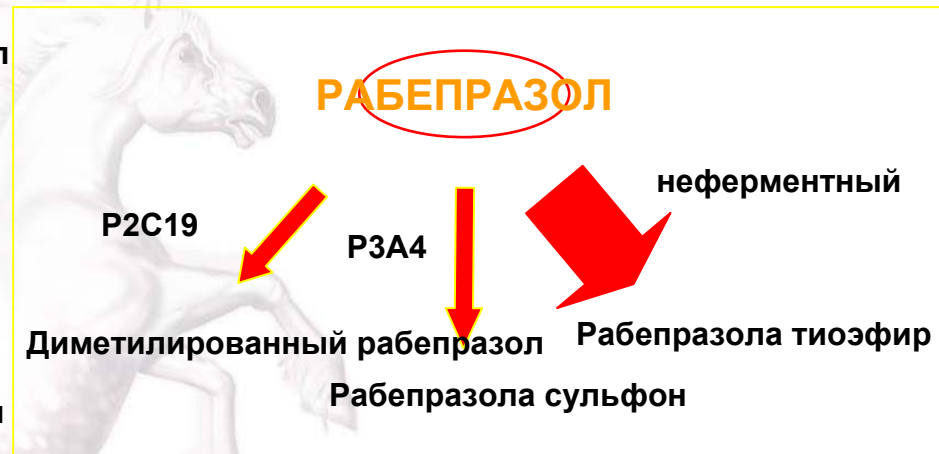 РАБЕПРАЗОЛ
неферментный
P2C19
P3A4
Диметилированный рабепразол
Рабепразола тиоэфир
Рабепразола сульфон